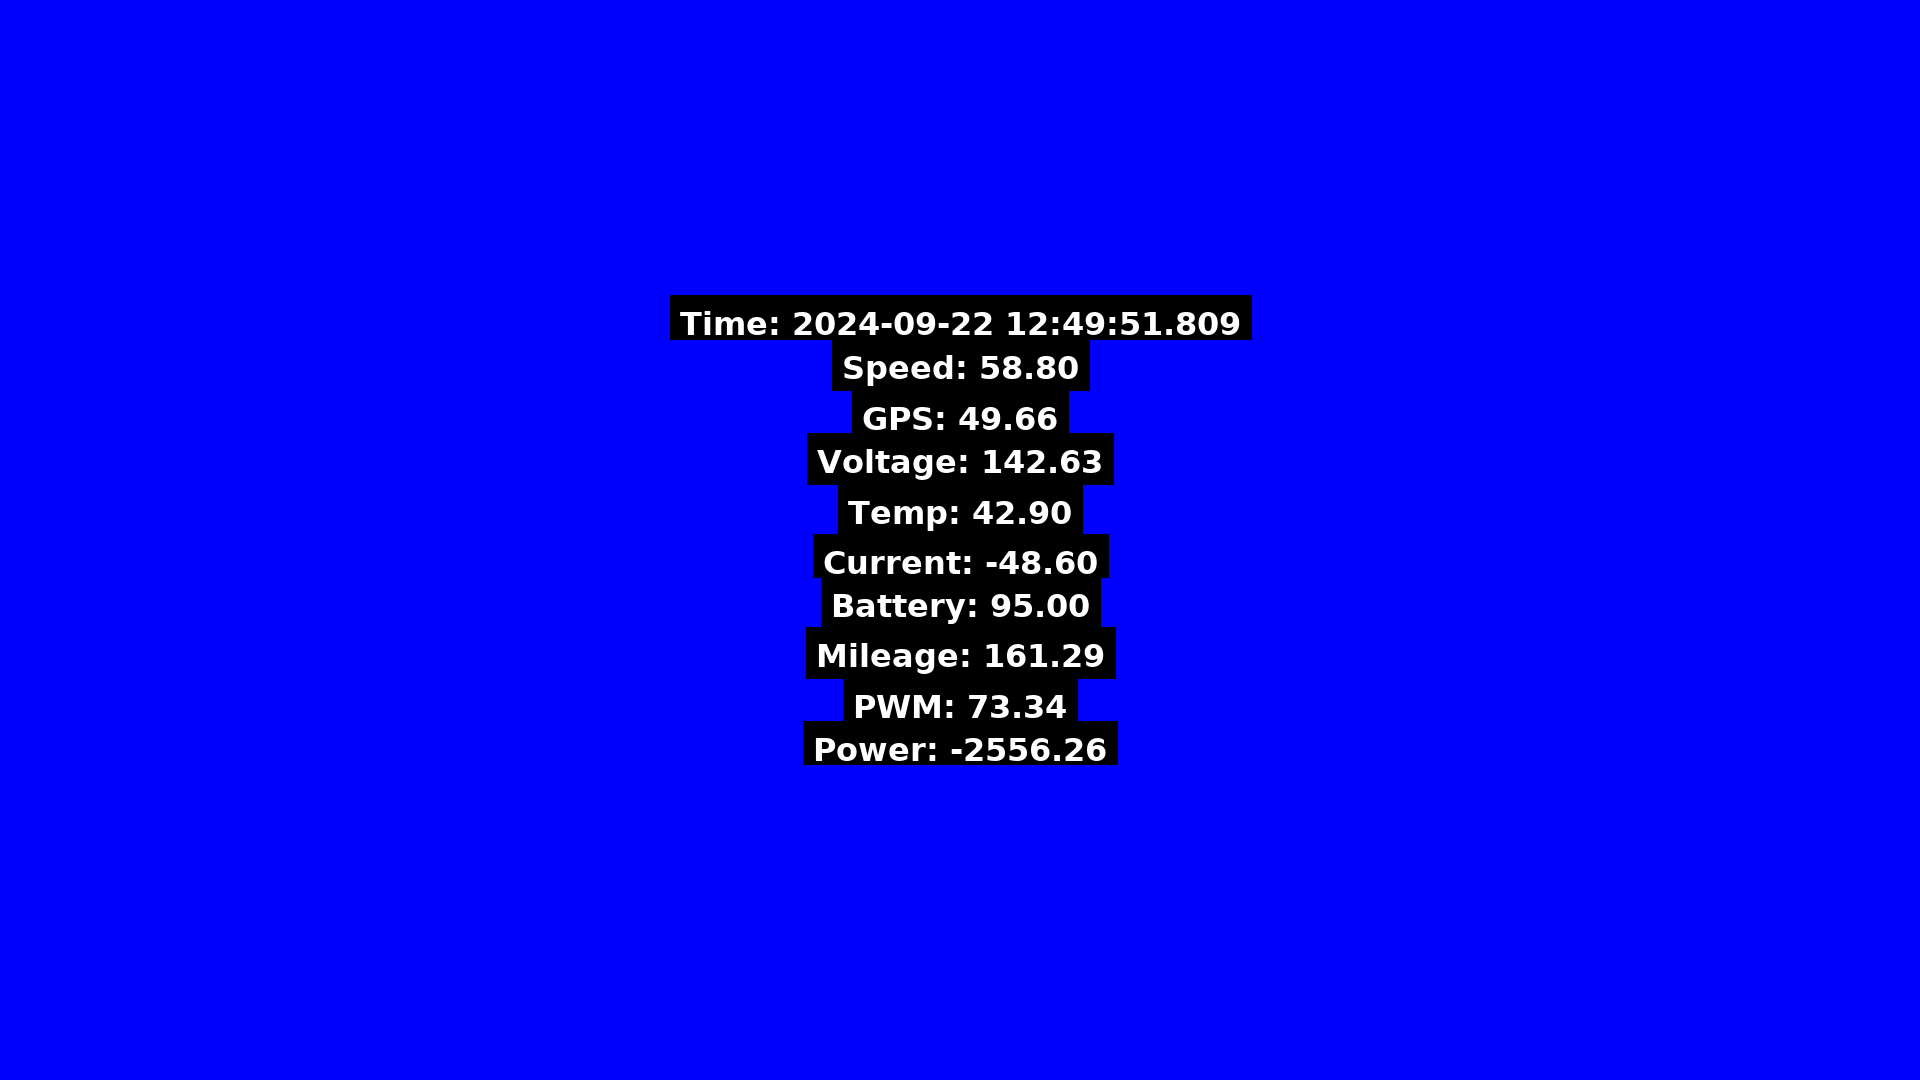 Time: 2024-09-22 12:49:51.809
Speed: 58.80
GPS: 49.66
Voltage: 142.63
Temp: 42.90
Current: -48.60
Battery: 95.00
Mileage: 161.29
PWM: 73.34
Power: -2556.26